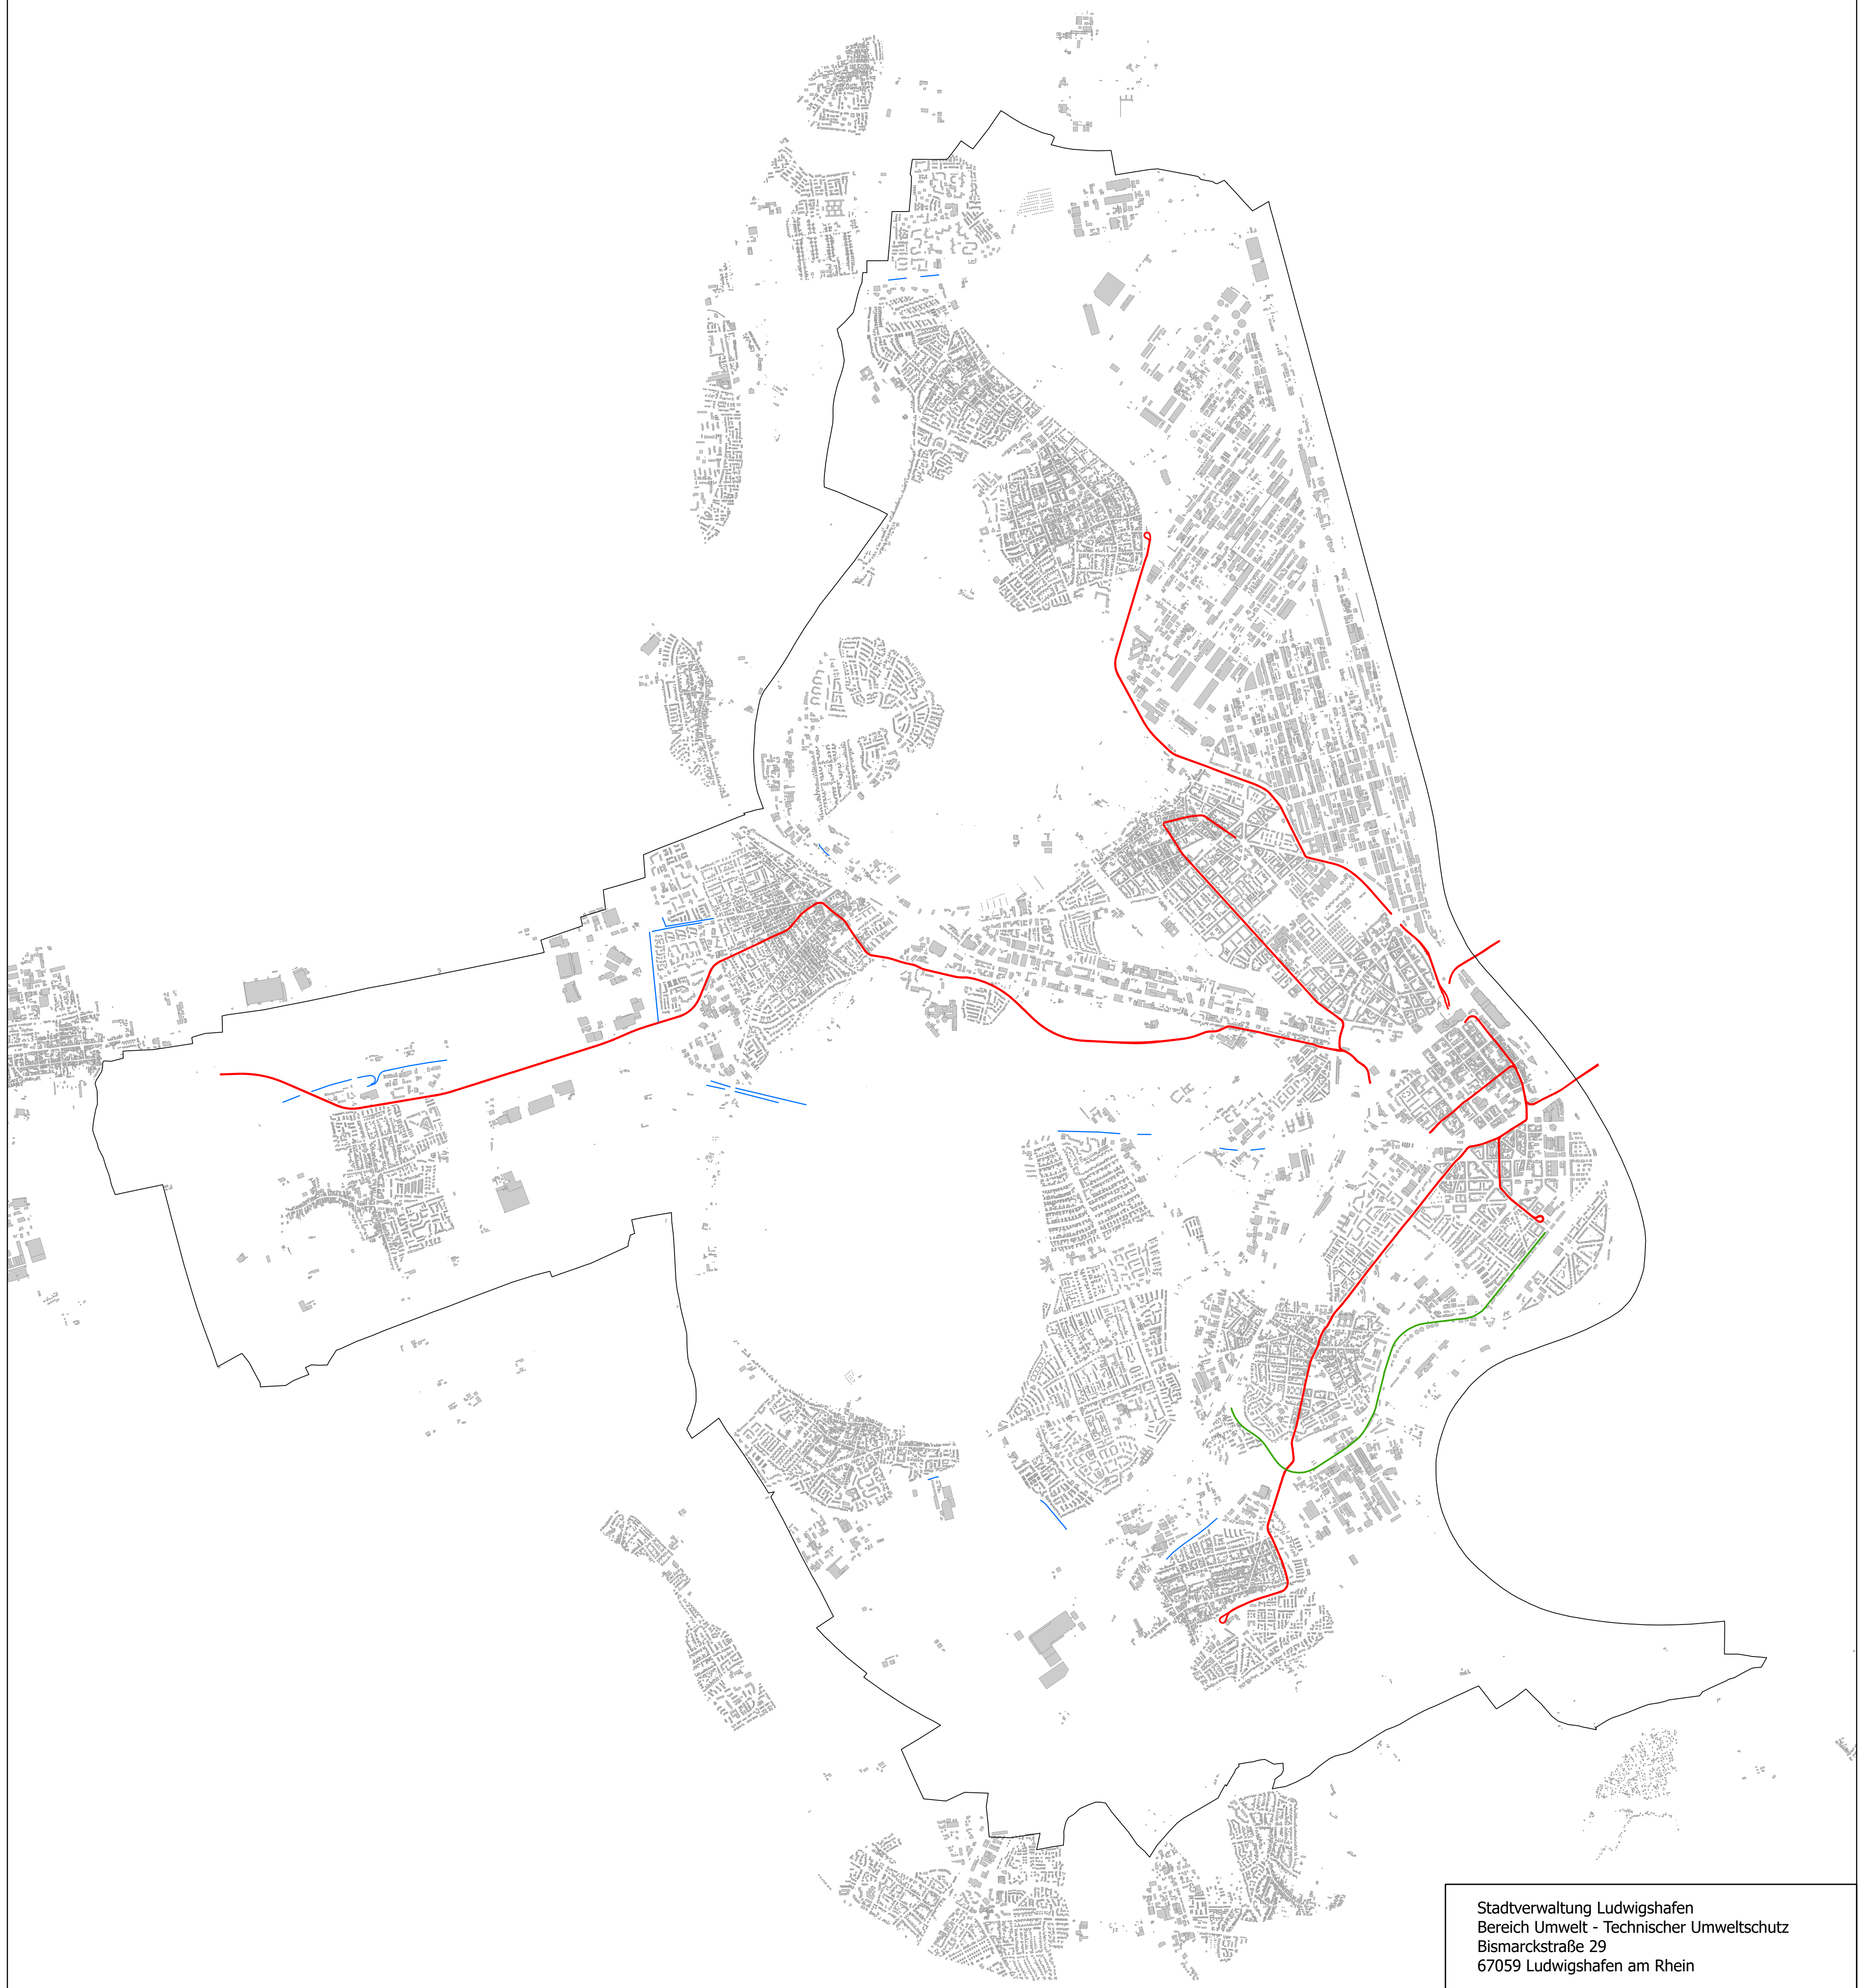 Stadtverwaltung Ludwigshafen
Bereich Umwelt - Technischer Umweltschutz
Bismarckstraße 29
67059 Ludwigshafen am Rhein